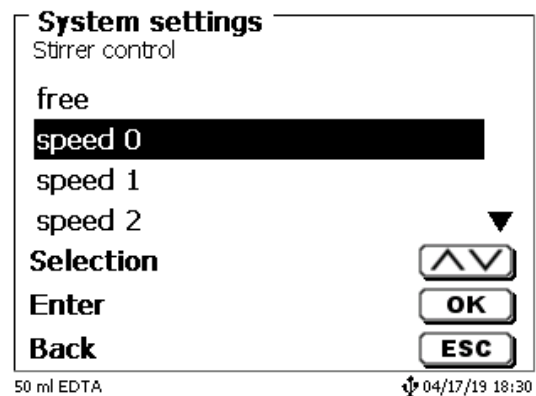 System settings
Stirrer control
free
speed 0
speed 1
speed 2
Selection
Enter OK
Back ESC
50 ml EDTA 04/17/19 18:30